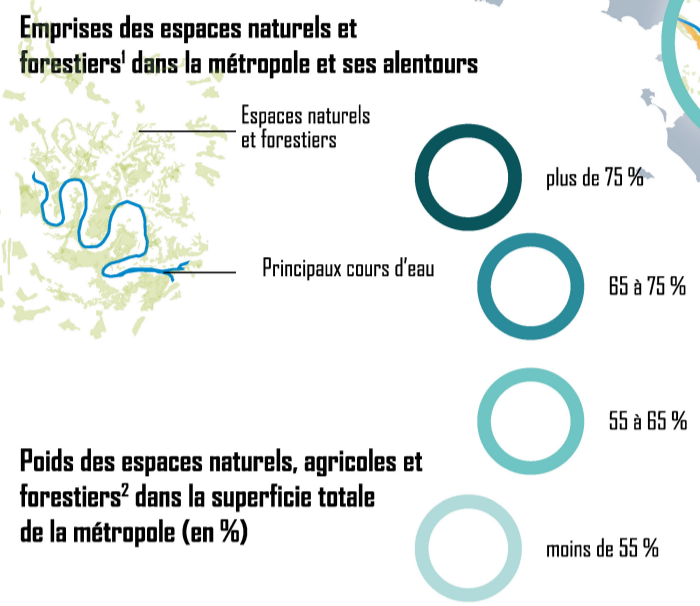 Emprises des espaces naturels et
forestiers¹ dans la métropole et ses alentours
Espaces naturels
et forestiers
Principaux cours d'eau
plus de 75 %
65 à 75 %
55 à 65 %
moins de 55 %
Poids des espaces naturels, agricoles et
forestiers² dans la superficie totale
de la métropole (en %)